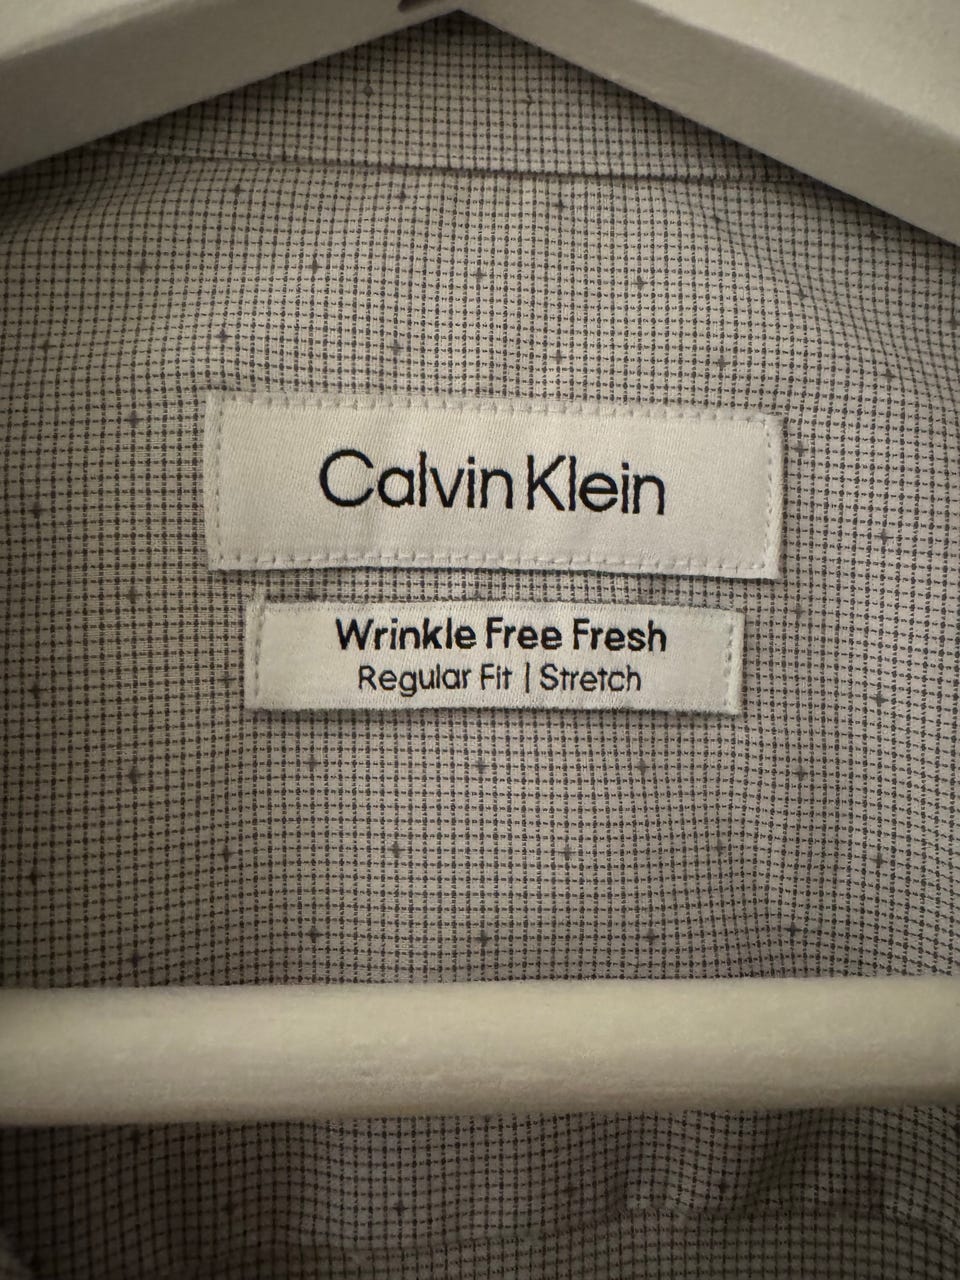 Calvin Klein
Wrinkle Free Fresh
Regular Fit | Stretch